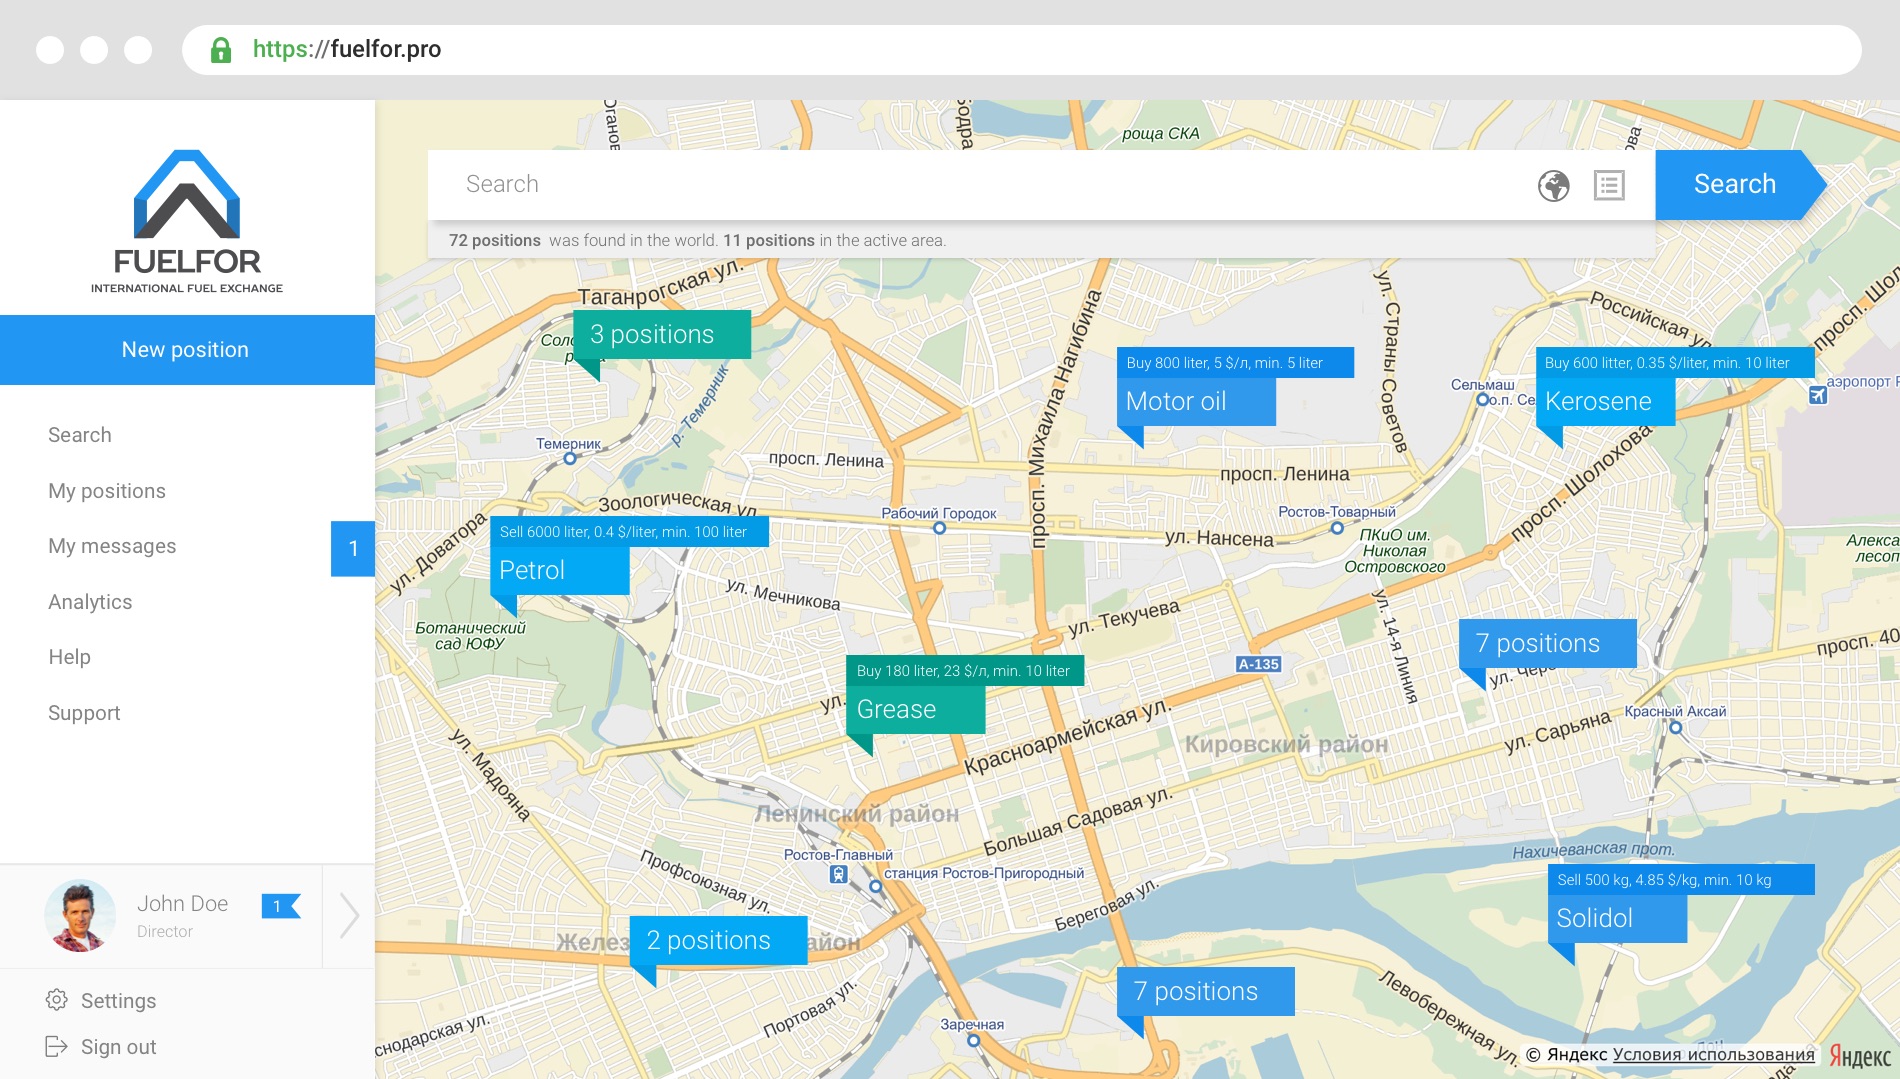 https://fuelfor.pro
FUELFOR
INTERNATIONAL FUEL EXCHANGE
New position
Search
My positions
My messages
1
Analytics
Help
Support
John Doe
1
Director
Settings
Sign out
роща СКА
Search
Search
72 positions was found in the world. 11 positions in the active area.
Таганрогская ул.
3 positions
р. Темерник
просп. Михаила Нагибина
ул. Страны Советов
Российская ул.
Buy 800 liter, 5 $/л, min. 5 liter
Motor oil
Сельмаш
Buy 600 litter, 0.35 $/liter, min. 10 liter
Kerosene
аэропорт
Темерник
просп. Ленина
просп. Ленина
просп. Шолохова
Зоологическая ул.
Рабочий Городок
Ростов-Товарный
ул. Нансена
ПКиО им.
Николая
Островского
ул. Доватора
Sell 6000 liter, 0.4 $/liter, min. 100 liter
Petrol
ул. Мечникова
Ботанический
сад ЮФУ
ул. Текучева
ул. 14-я Линия
7 positions
А-135
просп. 40
Buy 180 liter, 23 $/л, min. 10 liter
Grease
ул.
Красноармейская ул.
Кировский район
Красный Аксай
ул. Сарьяна
ул. Мадояна
Ленинский район
Большая Садовая ул.
Ростов-Главный
станция Ростов-Пригородный
Профсоюзная ул.
Береговая ул.
Нахичеванская прот.
Sell 500 kg, 4.85 $/kg, min. 10 kg
Solidol
2 positions
7 positions
Портовая ул.
Левобережная ул.
Заречная
© Яндекс Условия использования
Яндекс